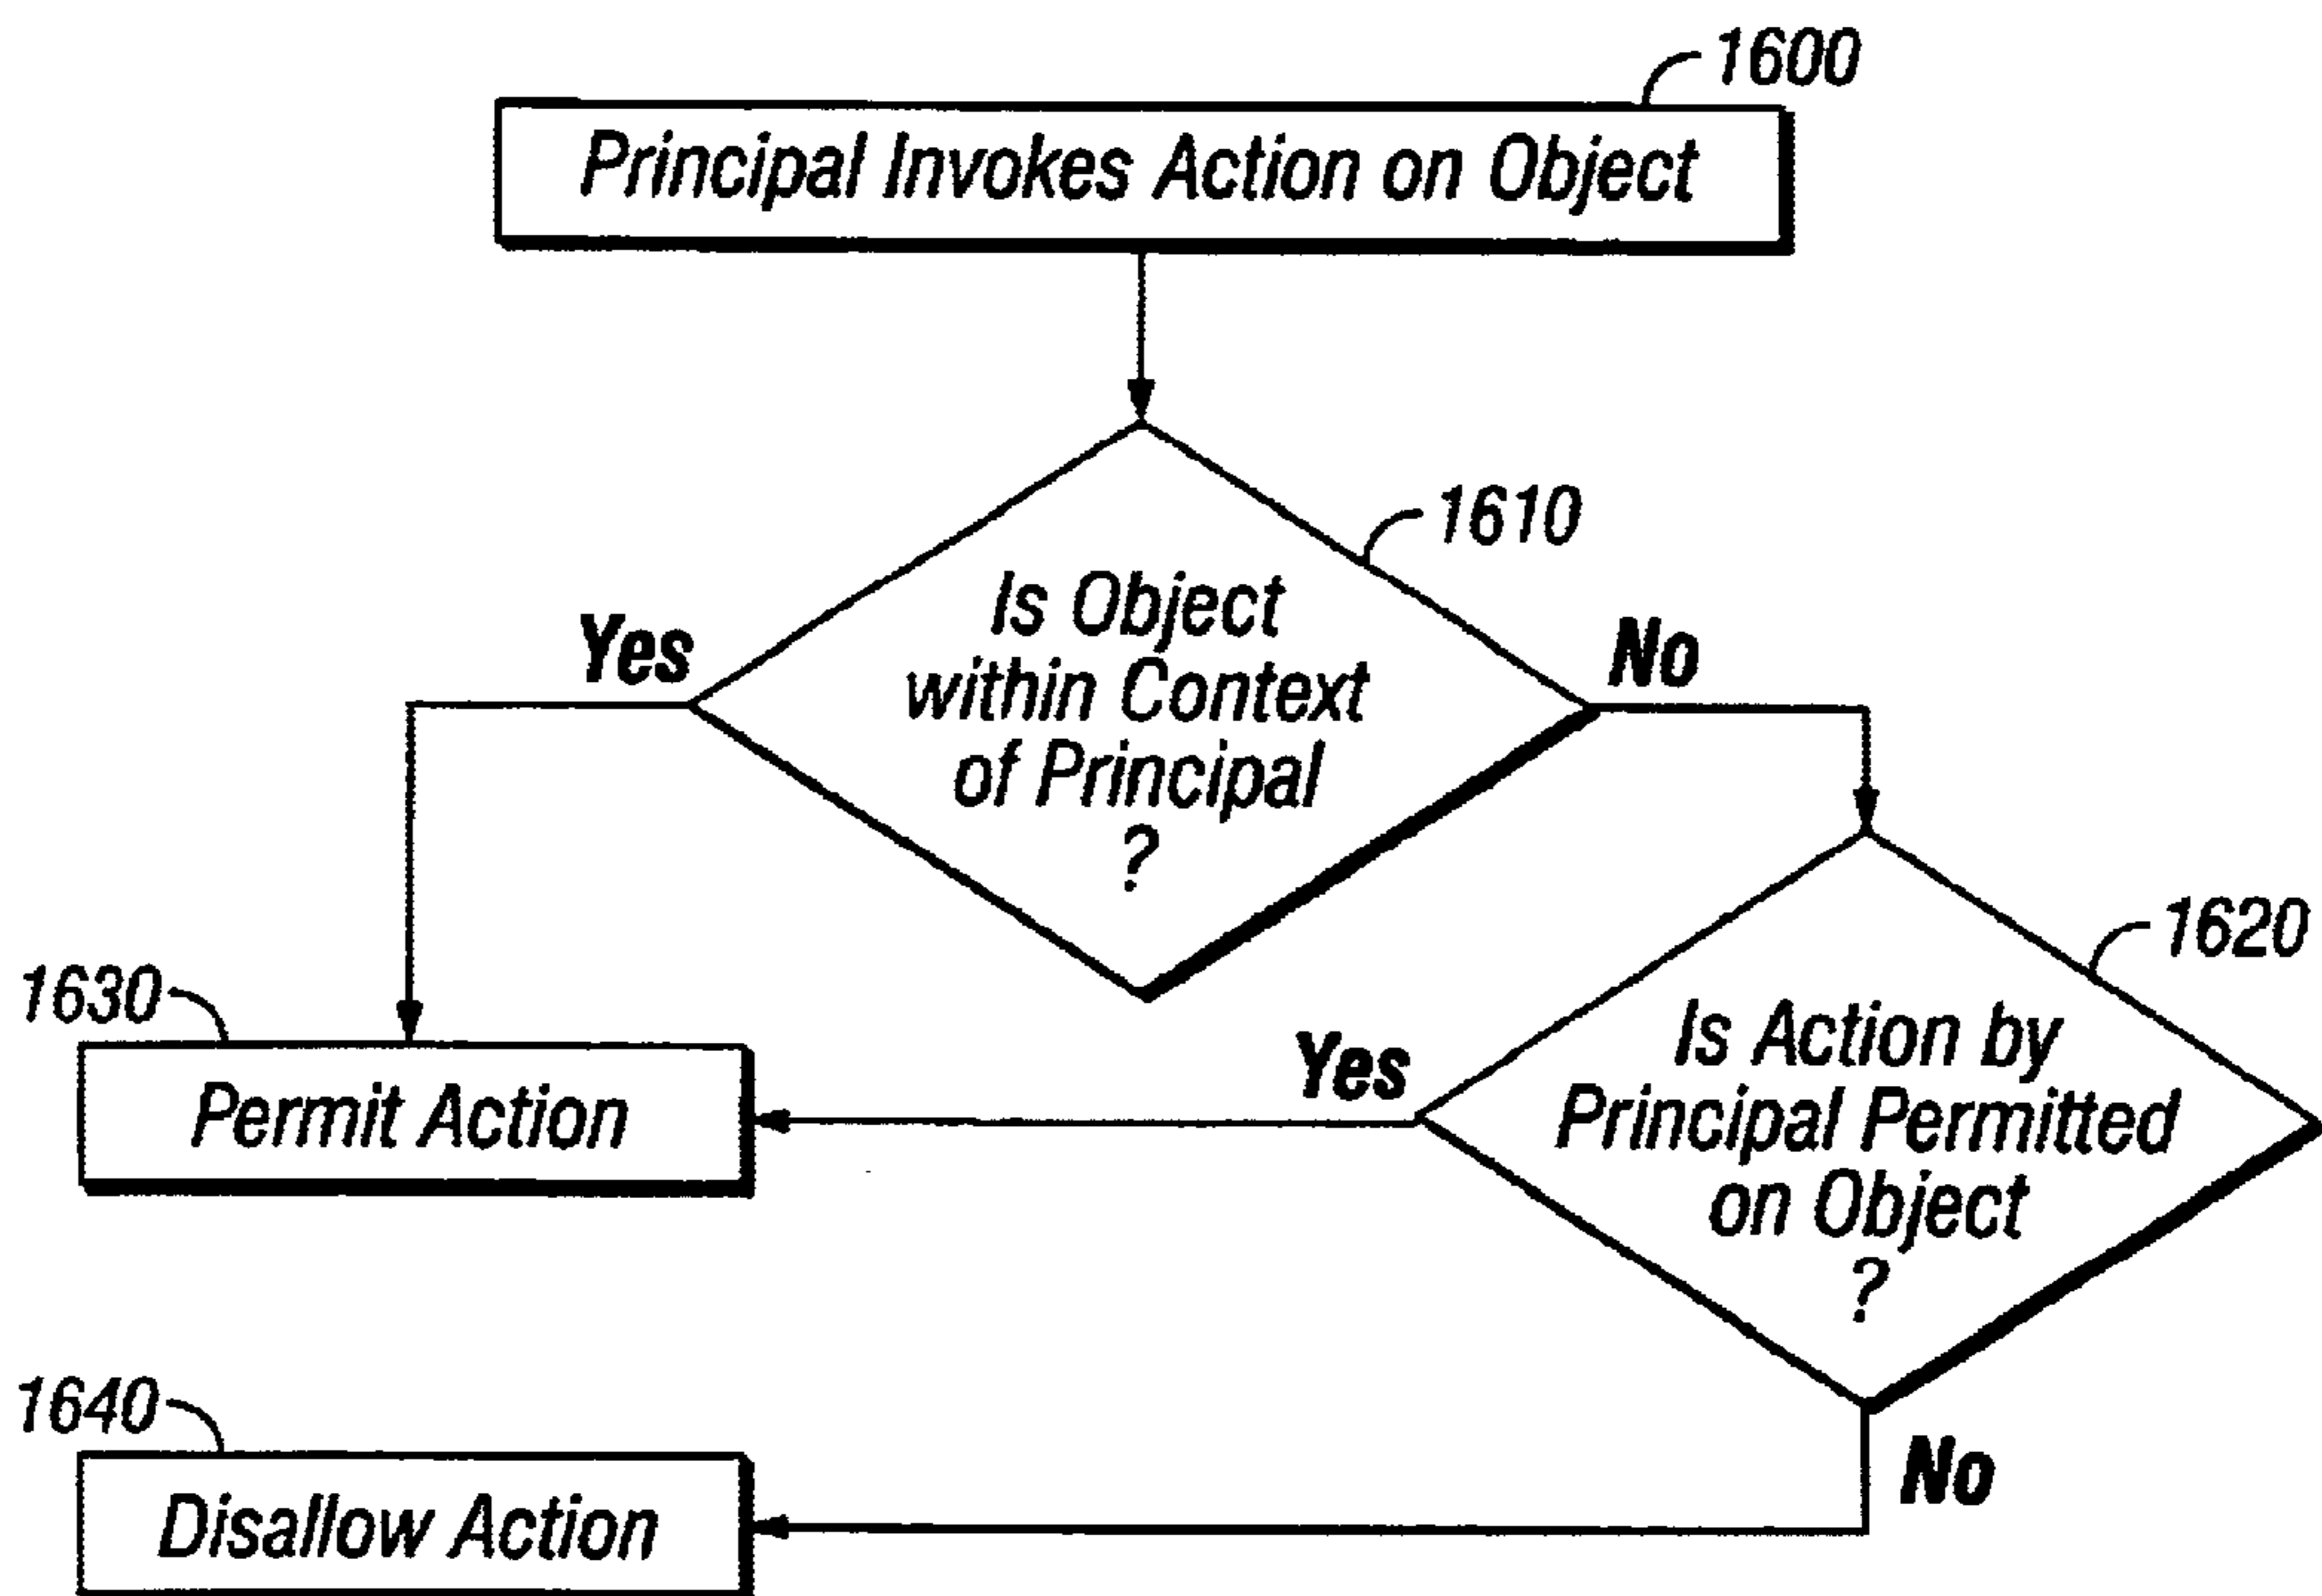 1600
Principal Invokes Action on Object
1610
Is Object
within Context
of Principal
?
Yes
No
1620
Is Action by
Principal Permitted
on Object
?
Yes
No
1630
Permit Action
1640
Disallow Action